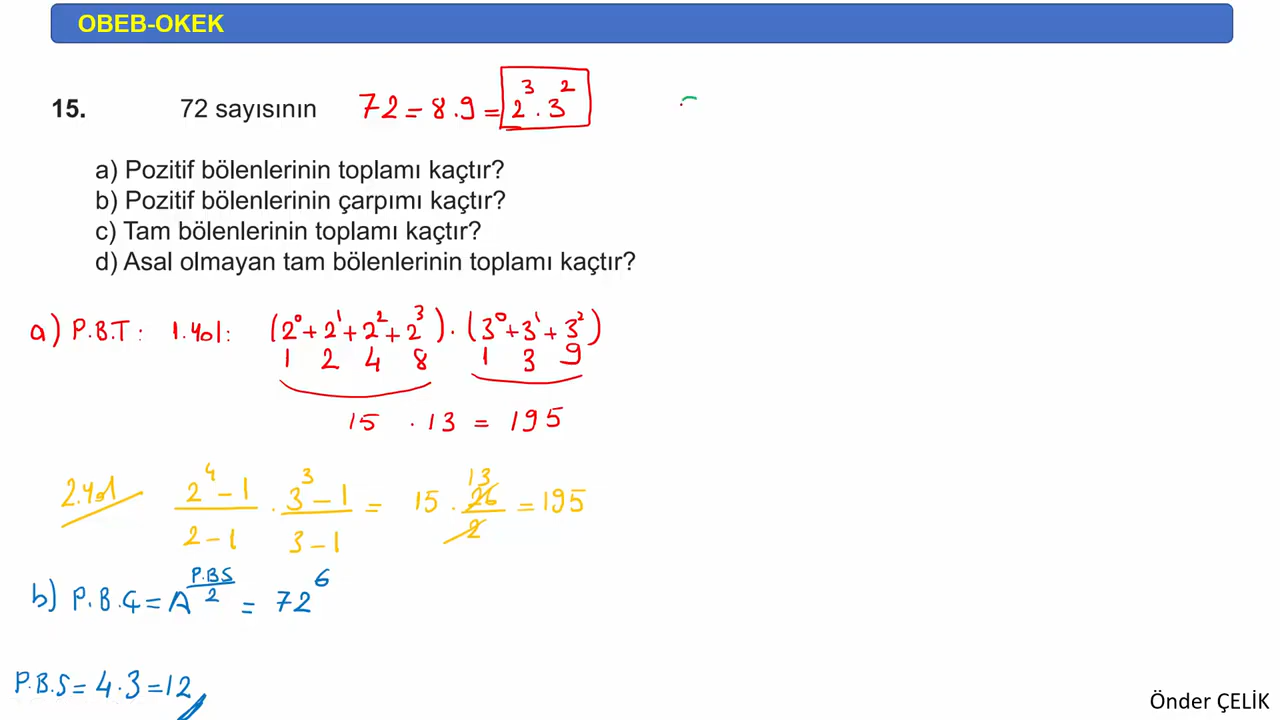 OBEB-OKEK
15. 72 sayısının 72 = 8.9 = 2³.3²
a) Pozitif bölenlerinin toplamı kaçtır?
b) Pozitif bölenlerinin çarpımı kaçtır?
c) Tam bölenlerinin toplamı kaçtır?
d) Asal olmayan tam bölenlerinin toplamı kaçtır?
a) P.B.T: 1.Yol: (2⁰+2¹+2²+2³).(3⁰+3¹+3²)
1 2 4 8 1 3 9
15 . 13 = 195
2.Yol (2⁴-1)/(2-1) . (3³-1)/(3-1) = 15 . 26/2 13 = 195
b) P.B.Ç = A^(P.B.S/2) = 72⁶
P.B.S = 4.3 = 12
Önder ÇELİK